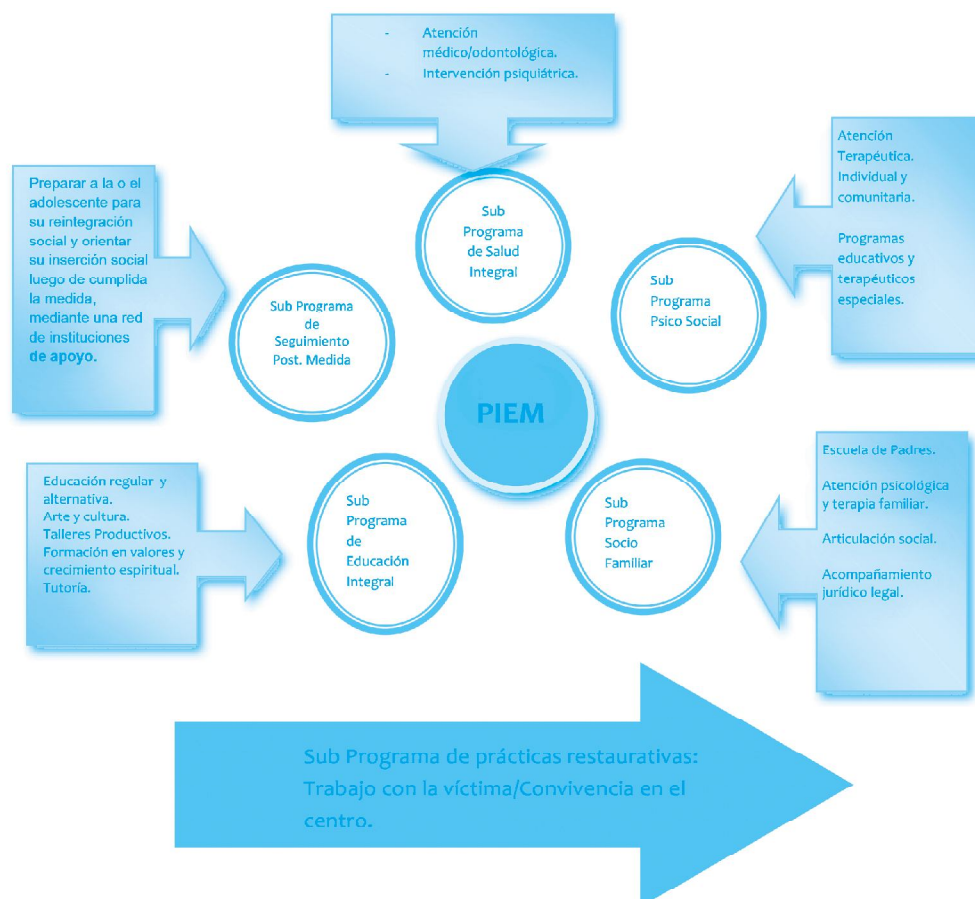 - Atención
médico/odontológica.
- Intervención psiquiátrica.
Atención
Terapéutica.
Individual y
comunitaria.
Programas
educativos y
terapéuticos
especiales.
Preparar a la o el
adolescente para
su reintegración
social y orientar
su inserción social
luego de cumplida
la medida,
mediante una red
de instituciones
de apoyo.
Sub
Programa
de Salud
Integral
Sub
Programa
Psico Social
Sub Programa
de
Seguimiento
Post. Medida
PIEM
Educación regular y
alternativa.
Arte y cultura.
Talleres Productivos.
Formación en valores y
crecimiento espiritual.
Tutoría.
Sub
Programa
de
Educación
Integral
Sub
Programa
Socio
Familiar
Escuela de Padres.
Atención psicológica
y terapia familiar.
Articulación social.
Acompañamiento
jurídico legal.
Sub Programa de prácticas restaurativas:
Trabajo con la víctima/Convivencia en el
centro.